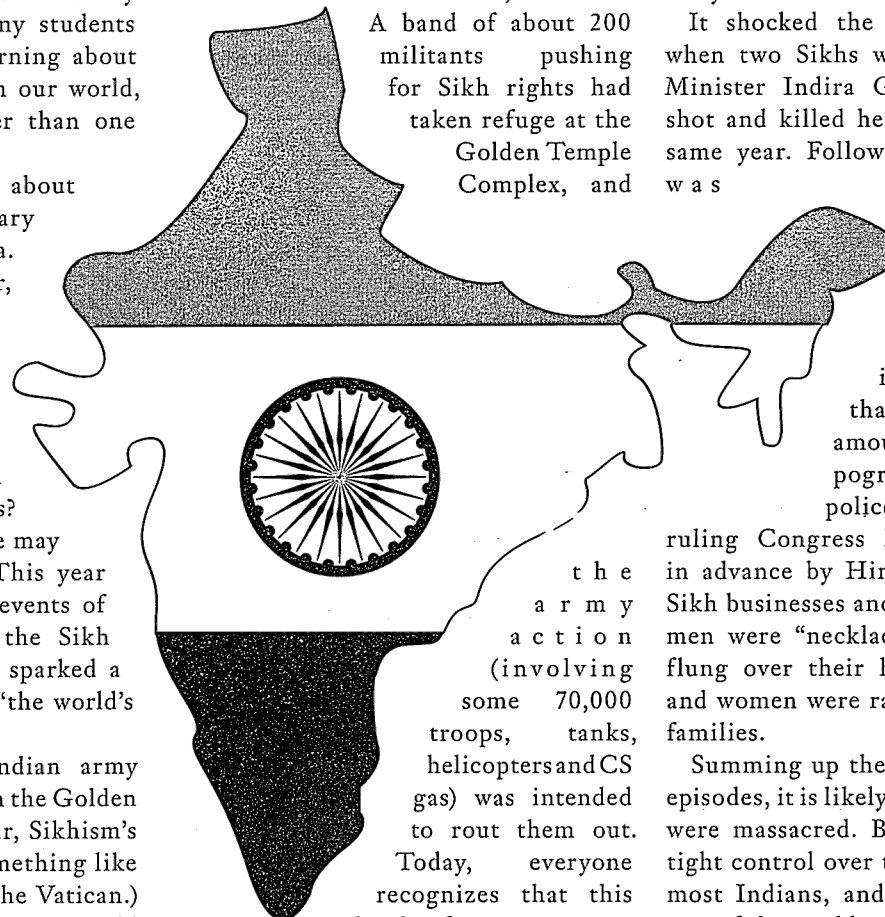 ny students
rning about
n our world,
er than one
about
ary
a.
r,
s?
e may
This year
events of
the Sikh
sparked a
“the world’s
ndian army
n the Golden
r, Sikhism’s
mething like
he Vatican.)
A band of about 200
militants pushing
for Sikh rights had
taken refuge at the
Golden Temple
Complex, and
the
army
action
(involving
some 70,000
troops, tanks,
helicopters and CS
gas) was intended
to rout them out.
Today, everyone
recognizes that this
It shocked the
when two Sikhs w
Minister Indira G
shot and killed he
same year. Follow
was
i
tha
amou
pogr
police
ruling Congress
in advance by Hin
Sikh businesses and
men were “necklac
flung over their h
and women were ra
families.
Summing up the
episodes, it is likely
were massacred. B
tight control over t
most Indians, and